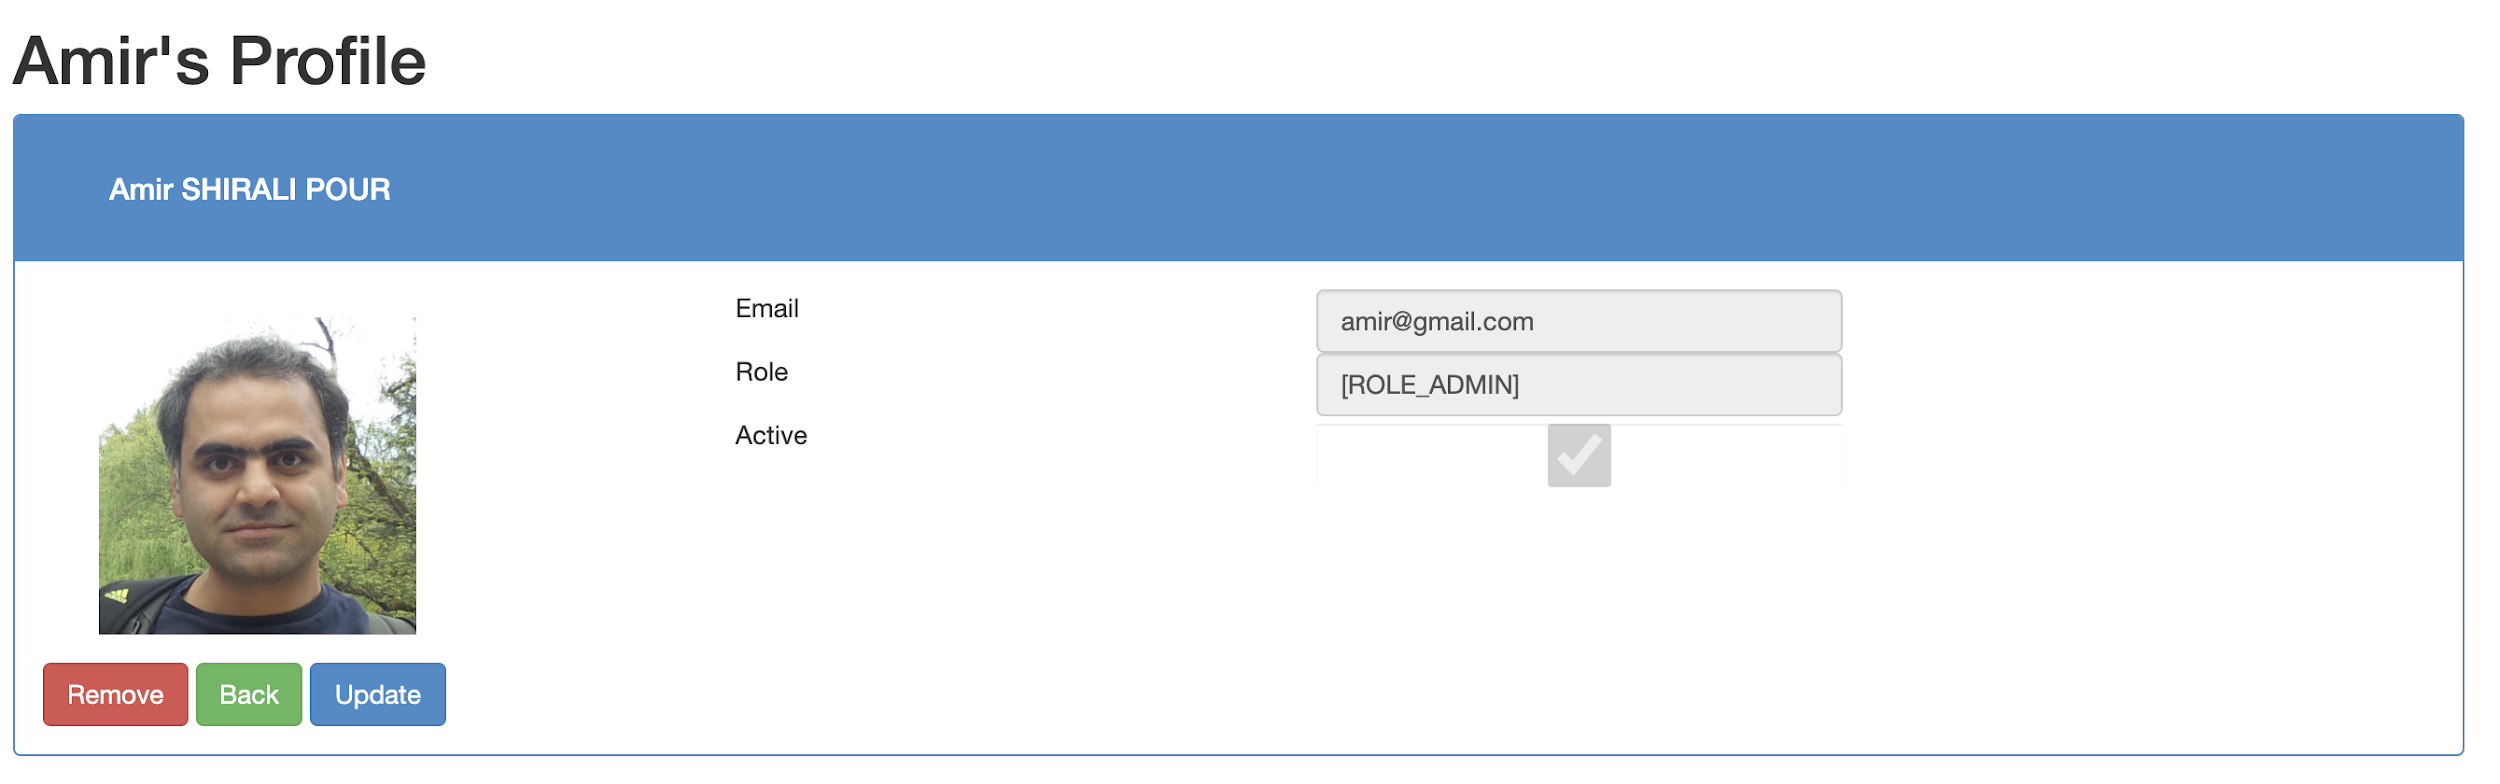 Amir's Profile
Amir SHIRALI POUR
Email
amir@gmail.com
Role
[ROLE_ADMIN]
Active
Remove
Back
Update